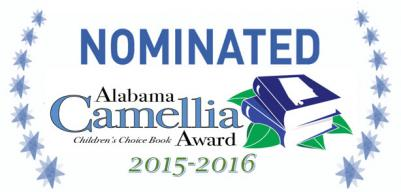 NOMINATED
Alabama
Camellia
Children's Choice Book Award
2015-2016